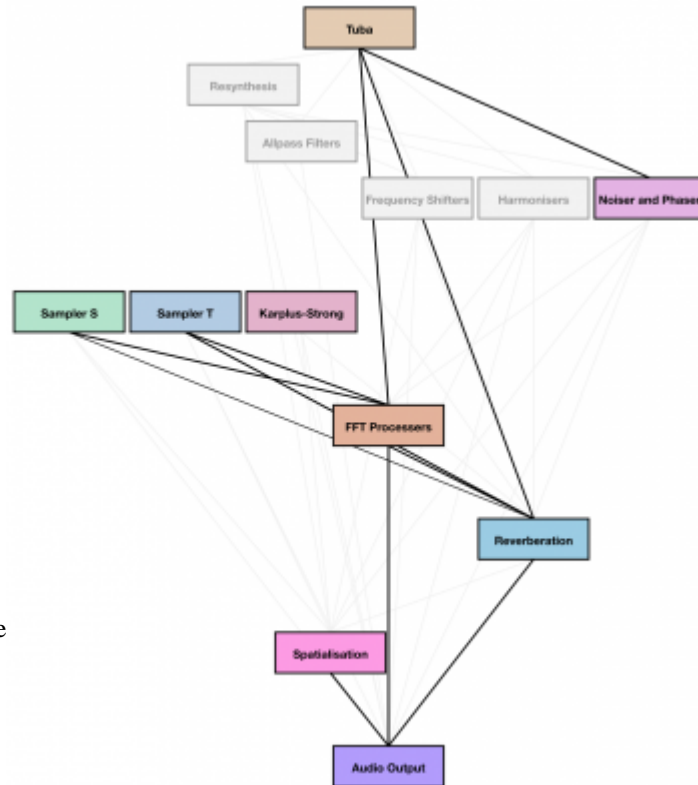 Tuba
Resynthesis
Allpass Filters
Frequency Shifters
Harmonisers
Noiser and Phaser
Sampler S
Sampler T
Karplus-Strong
FFT Processers
Reverberation
e
Spatialisation
Audio Output